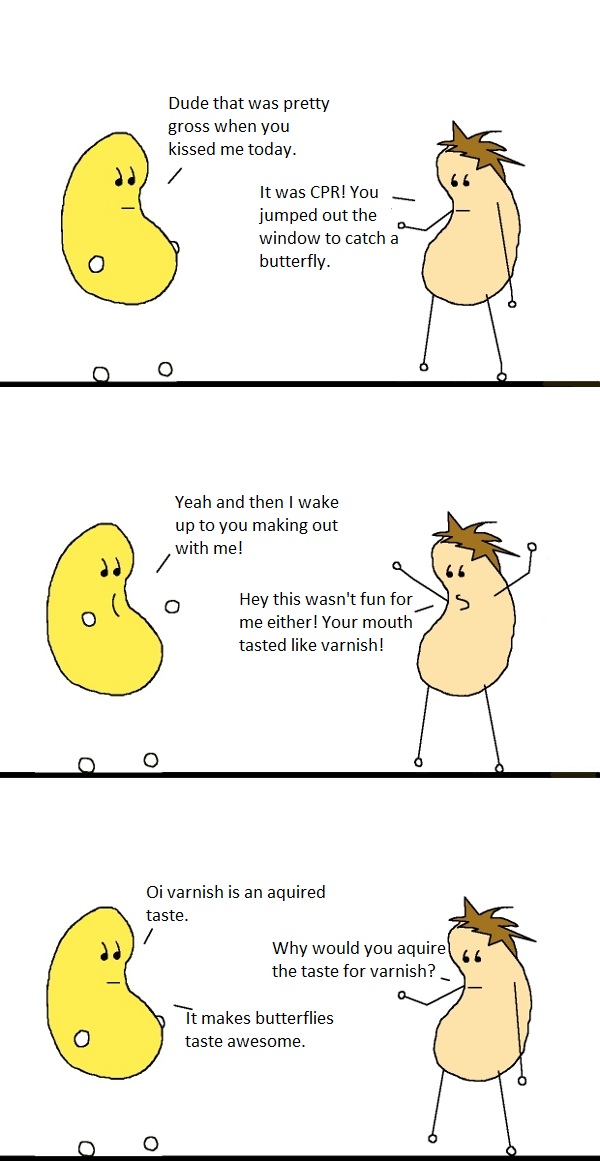 Dude that was pretty
gross when you
kissed me today.
It was CPR! You
jumped out the
window to catch a
butterfly.
Yeah and then I wake
up to you making out
with me!
Hey this wasn't fun for
me either! Your mouth
tasted like varnish!
Oi varnish is an aquired
taste.
Why would you aquire
the taste for varnish?
It makes butterflies
taste awesome.